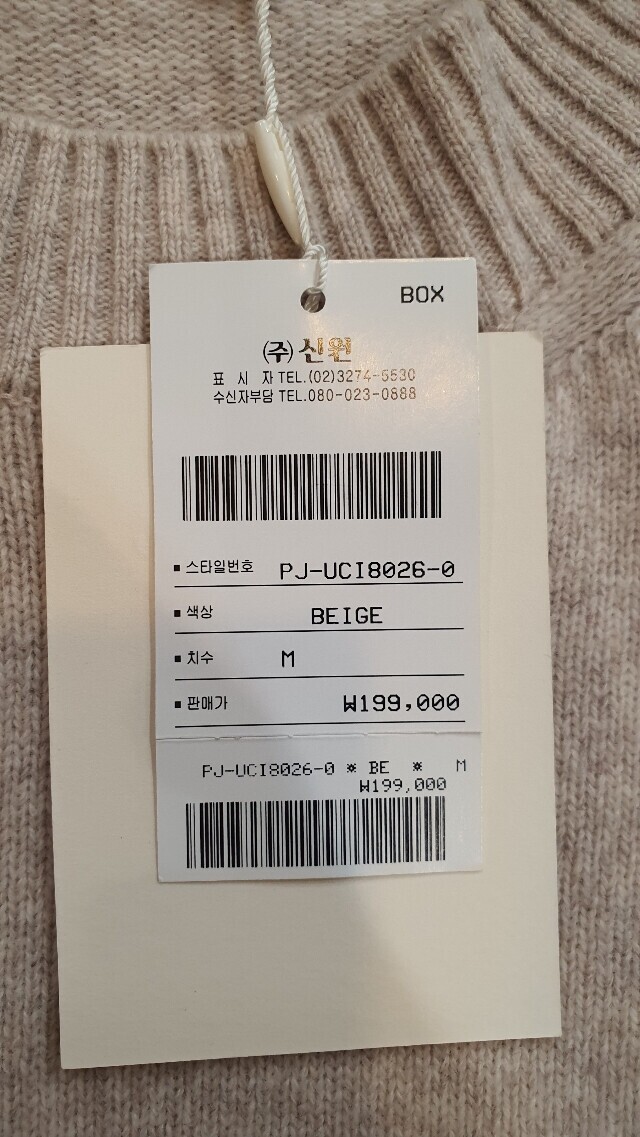 BOX
(주)신원
표 시 자 TEL.(02)3274-5530
수신자부담 TEL.080-023-0888
■ 스타일번호 PJ-UCI8026-0
■ 색상 BEIGE
■ 치수 M
■ 판매가 ₩199,000
PJ-UCI8026-0 ※ BE ※ M
₩199,000